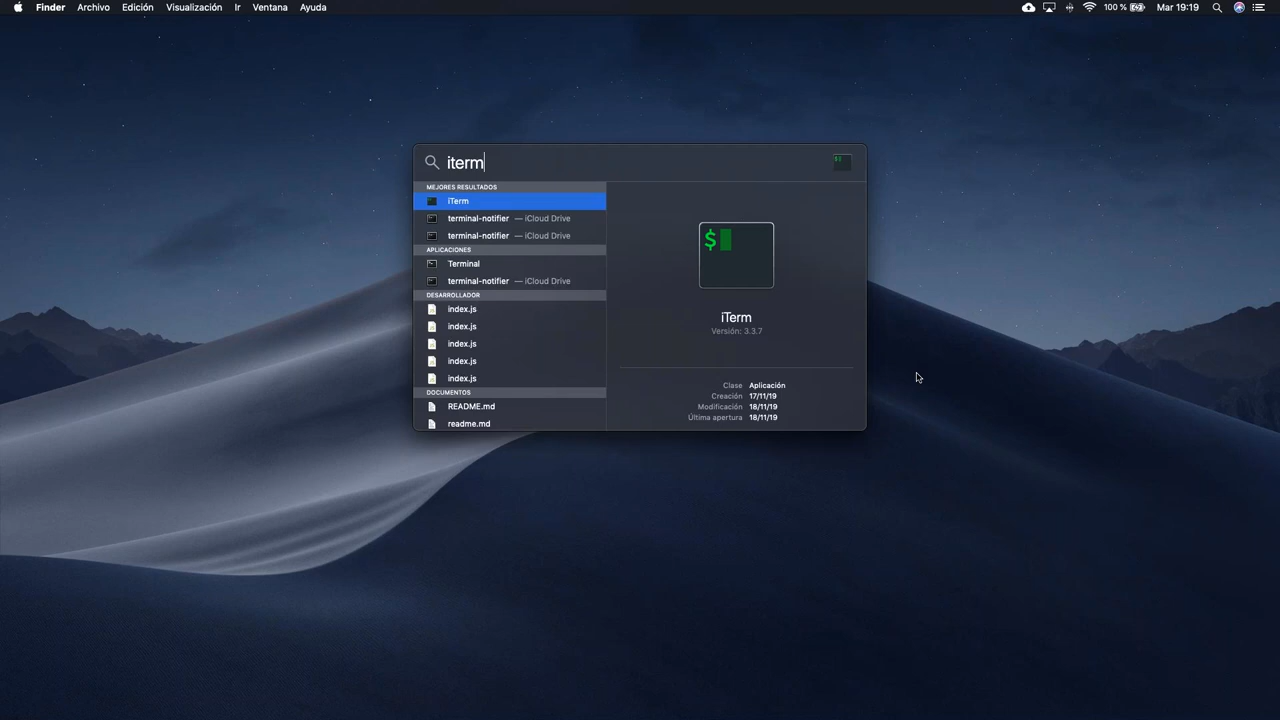 Finder Archivo Edición Visualización Ir Ventana Ayuda 100 % Mar 19:19
iterm
MEJORES RESULTADOS
iTerm
terminal-notifier — iCloud Drive
terminal-notifier — iCloud Drive
APLICACIONES
Terminal
terminal-notifier — iCloud Drive
DESARROLLADOR
index.js
index.js
index.js
index.js
index.js
DOCUMENTOS
README.md
readme.md
$
iTerm
Versión: 3.3.7
Clase Aplicación
Creación 17/11/19
Modificación 18/11/19
Última apertura 18/11/19